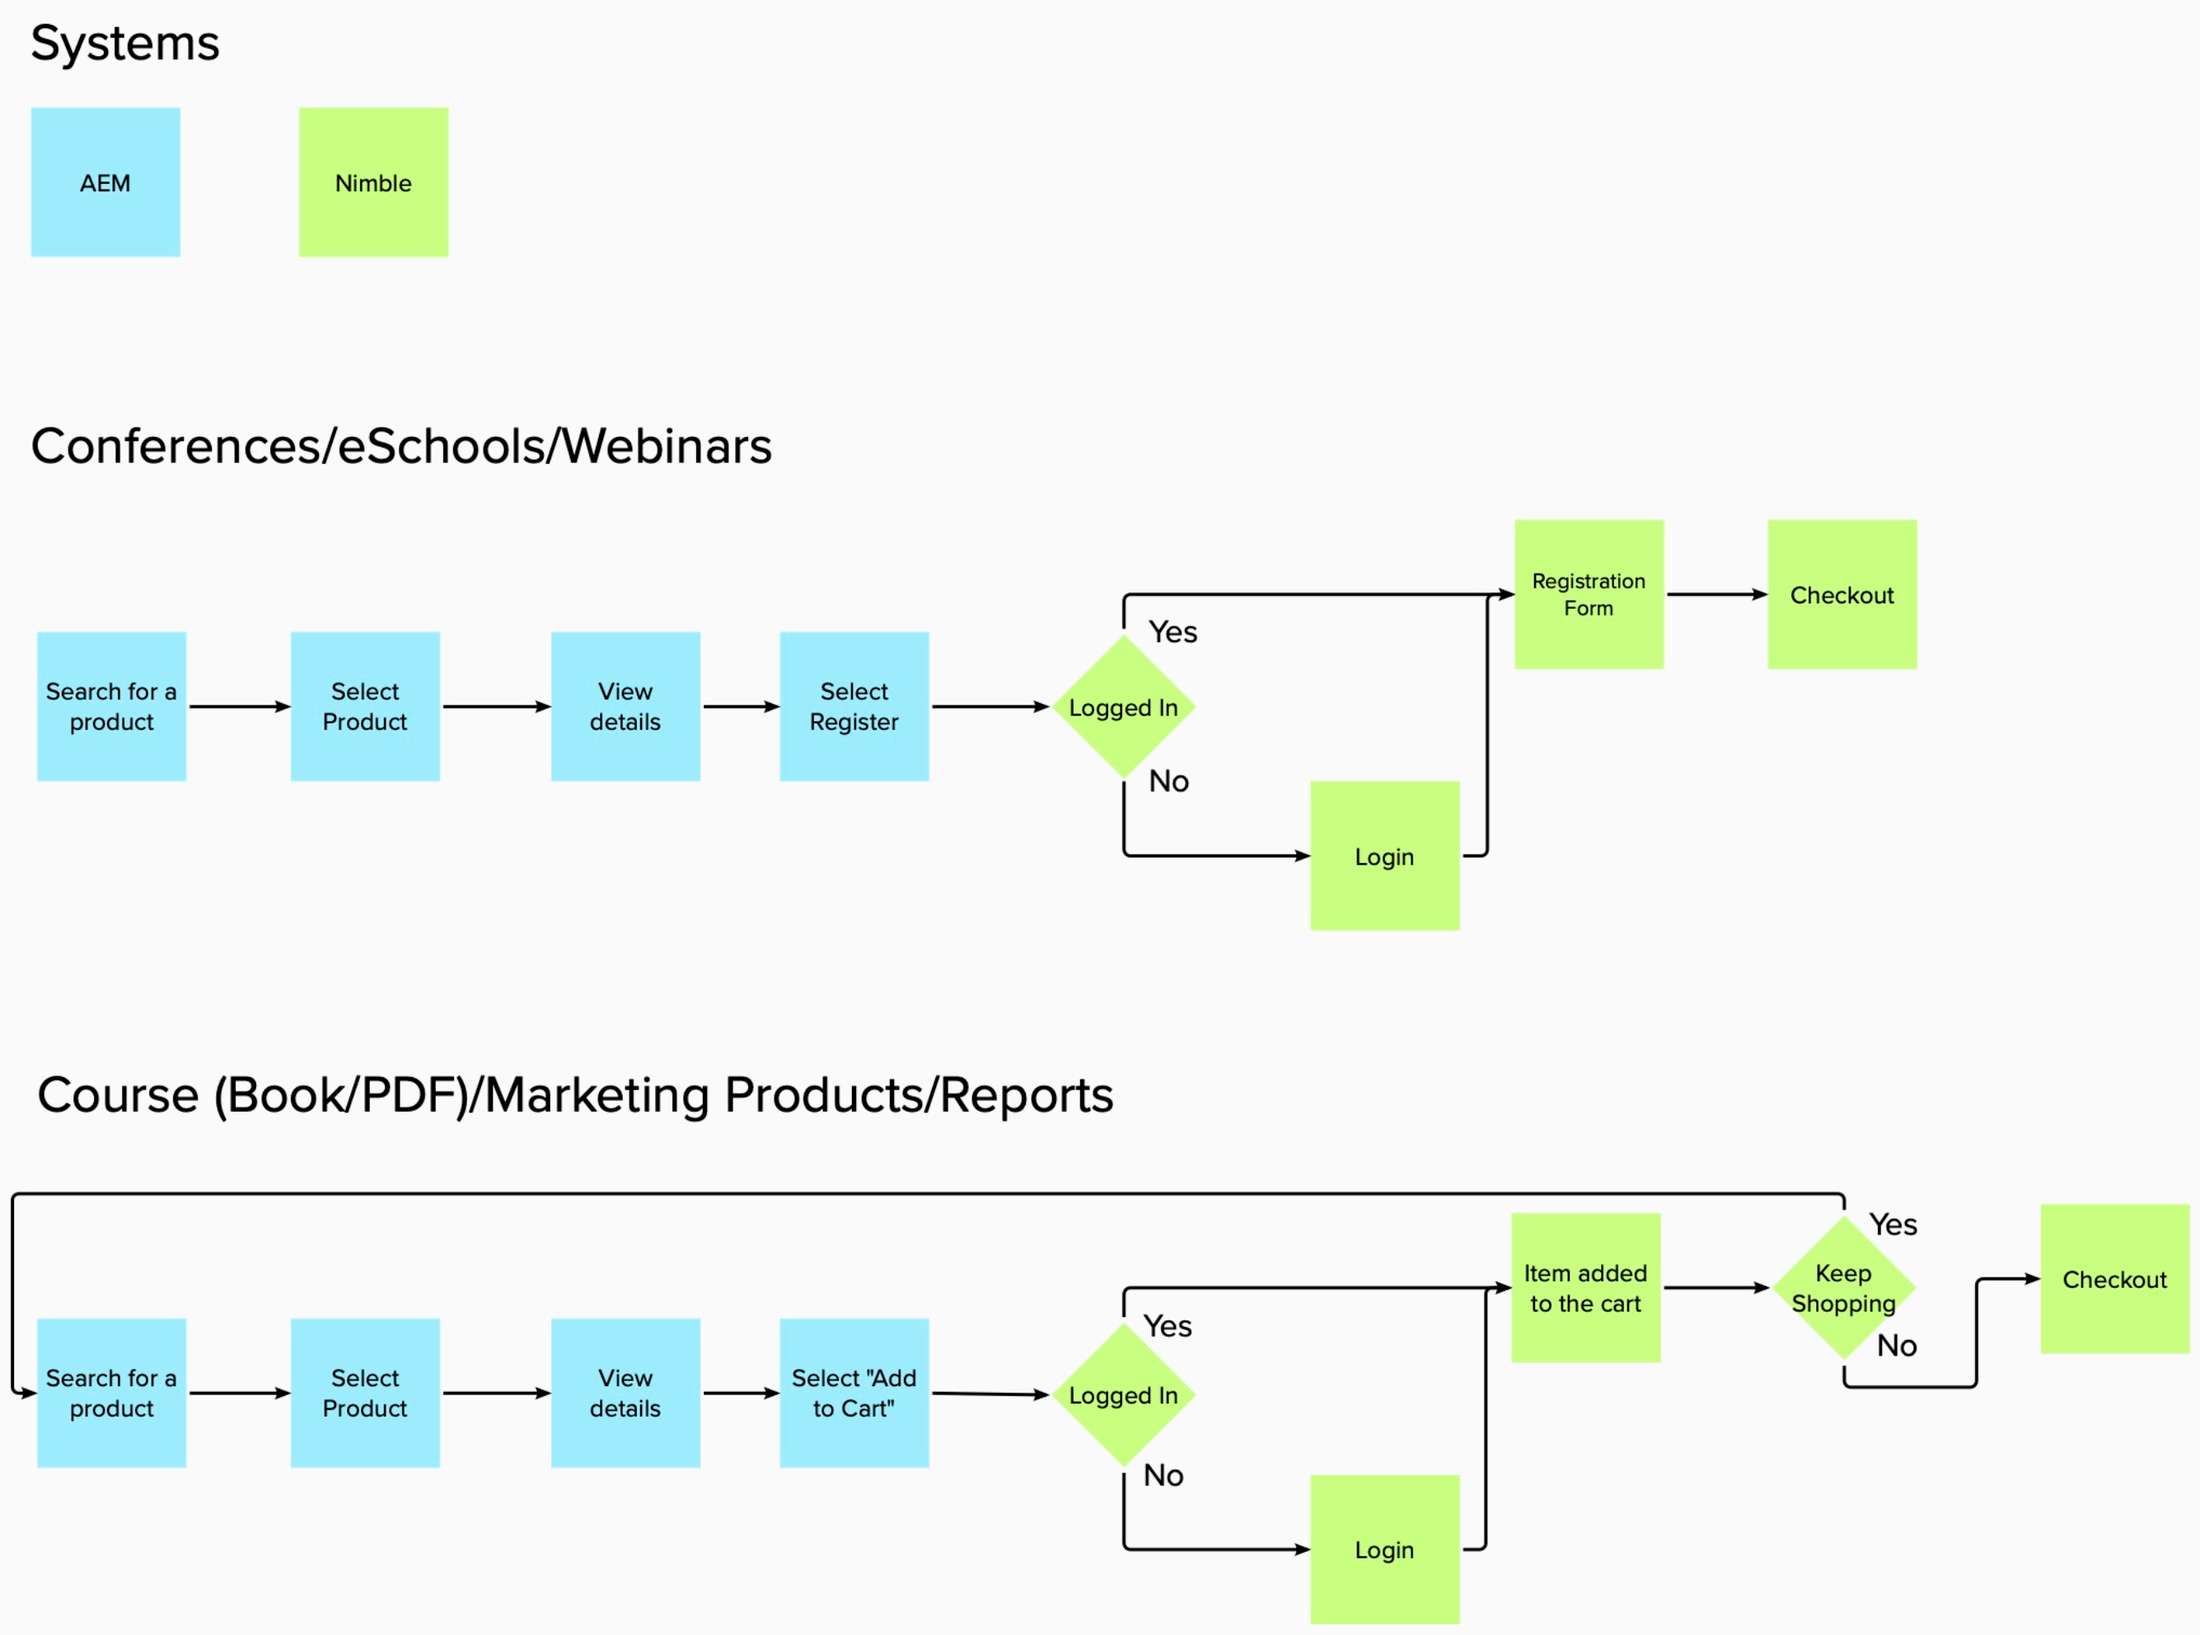 Systems
AEM
Nimble
Conferences/eSchools/Webinars
Search for a
product
Select
Product
View
details
Select
Register
Logged In
Yes
No
Login
Registration
Form
Checkout
Course (Book/PDF)/Marketing Products/Reports
Search for a
product
Select
Product
View
details
Select "Add
to Cart"
Logged In
Yes
No
Login
Item added
to the cart
Keep
Shopping
Yes
No
Checkout